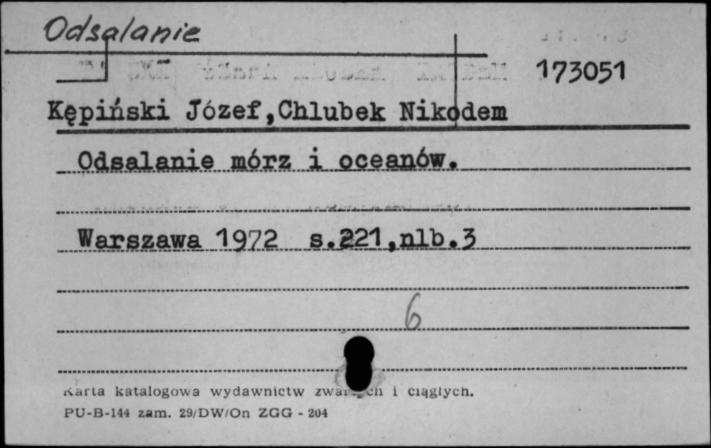 Odsalanie
173051
Kępiński Józef,Chlubek Nikodem
Odsalanie mórz i oceanów.
Warszawa 1972 s.221,nlb.3
6
Karta katalogowa wydawnictw i ciągłych.
PU-B-144 zam. 29/DW/On ZGG - 204